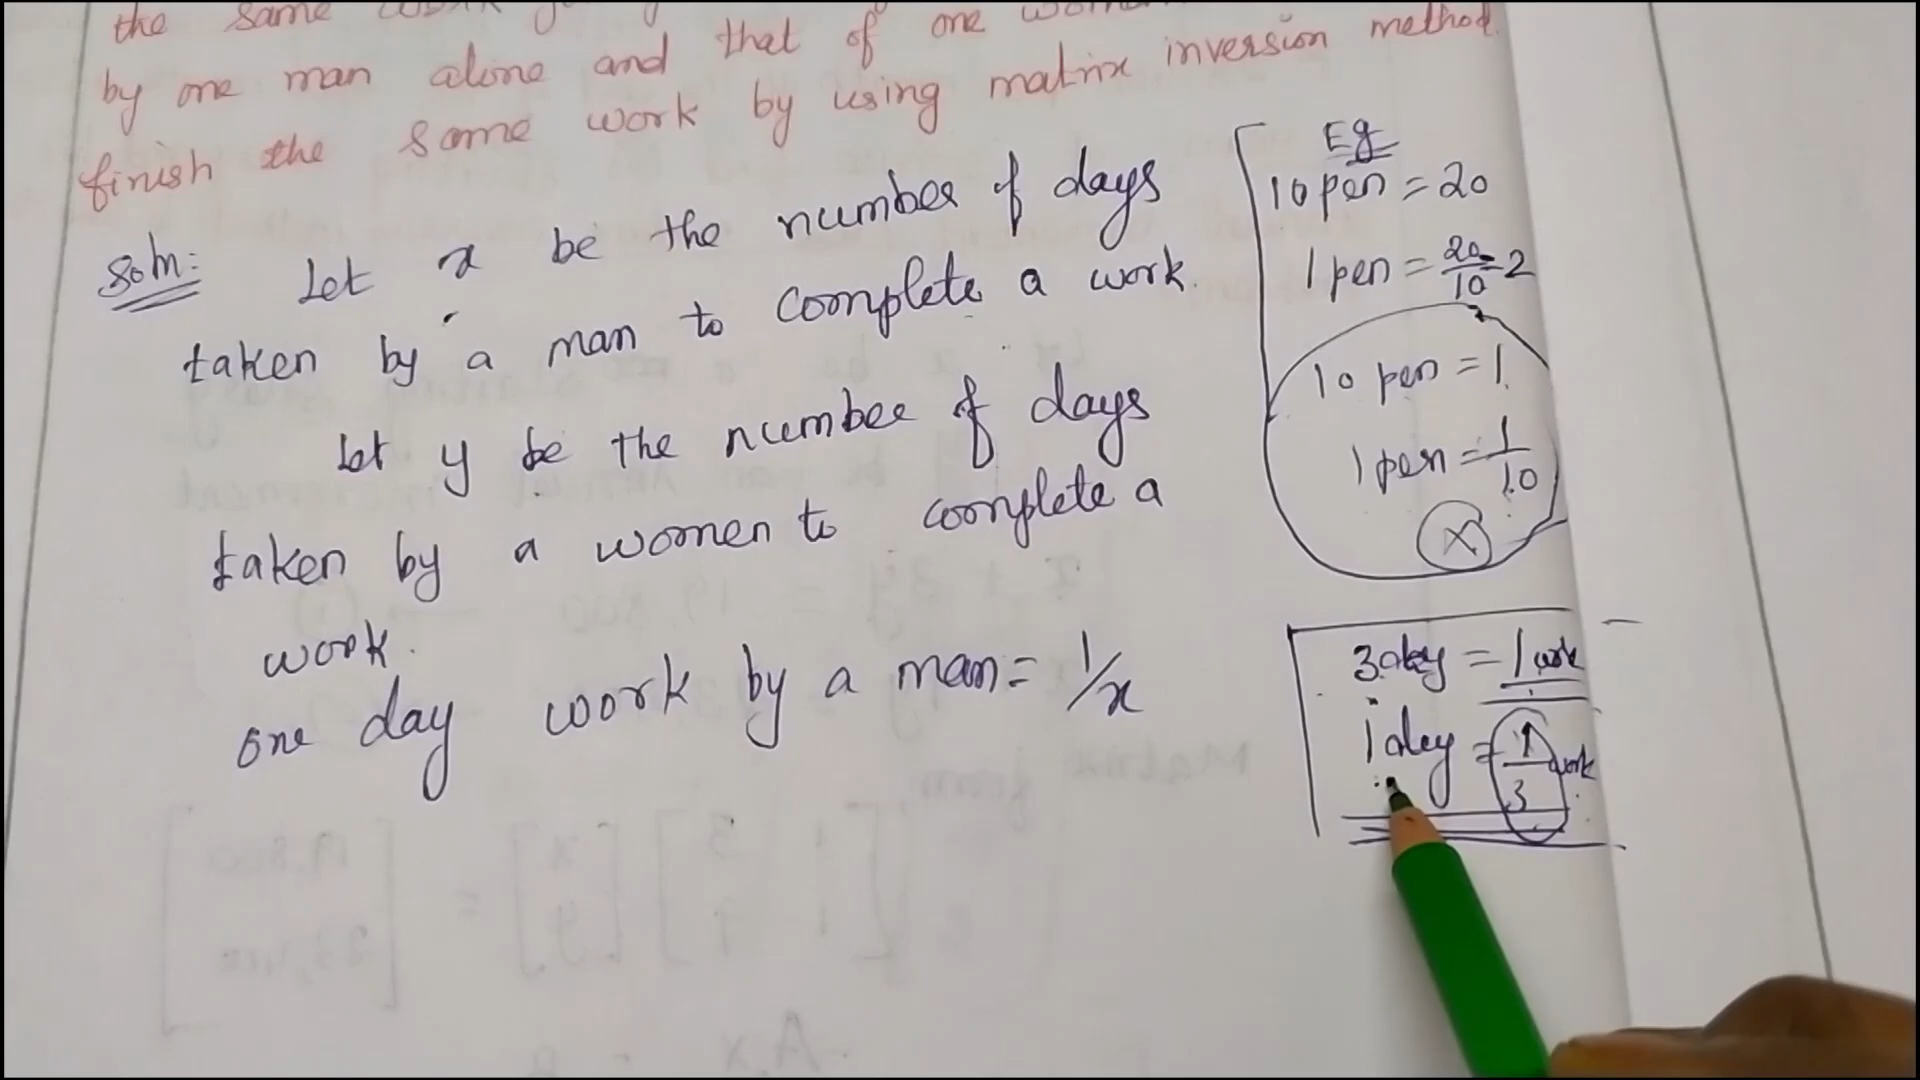 the same work
by one man alone and that of one
finish the same work by using matrix inversion method.
Soln: Let x be the number of days
taken by a man to complete a work.
Let y be the number of days
taken by a women to complete a
work.
one day work by a man = 1/x
Eg
10 pen = 20
1 pen = 20/10 = 2
10 pen = 1
1 pen = 1/10
x
3 day = 1 work
1 day = 1/3 work